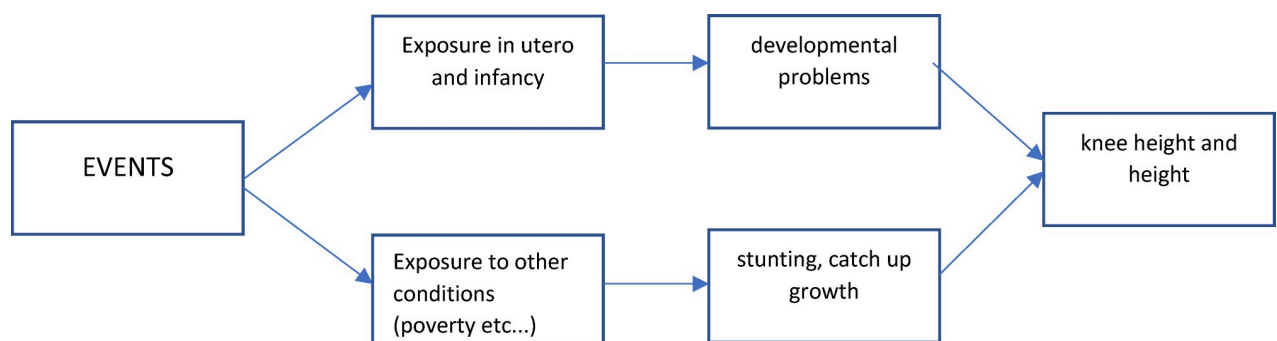 EVENTS
Exposure in utero
and infancy
developmental
problems
Exposure to other
conditions
(poverty etc...)
stunting, catch up
growth
knee height and
height